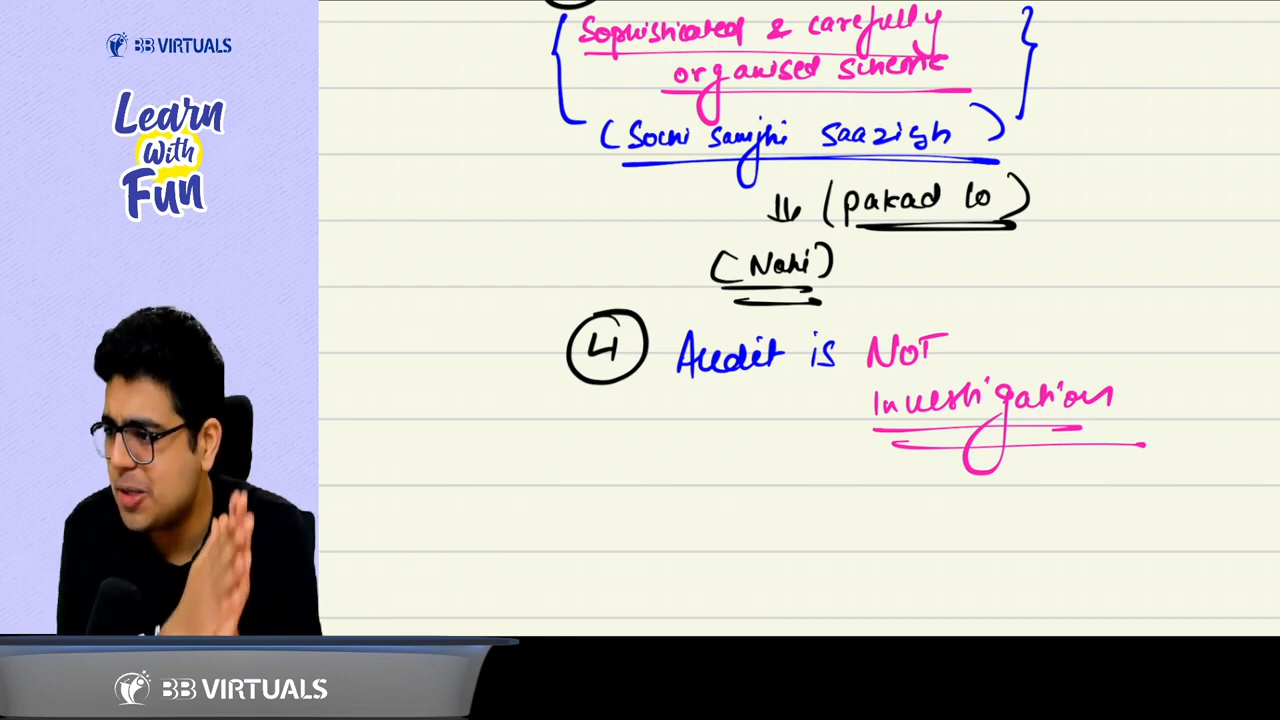 BB VIRTUALS
Learn
With
Fun
Sophisticated & carefully
organised scheme
(Sochi samjhi saazish)
(pakad lo)
(Nahi)
4 Audit is NOT
Investigation
BB VIRTUALS